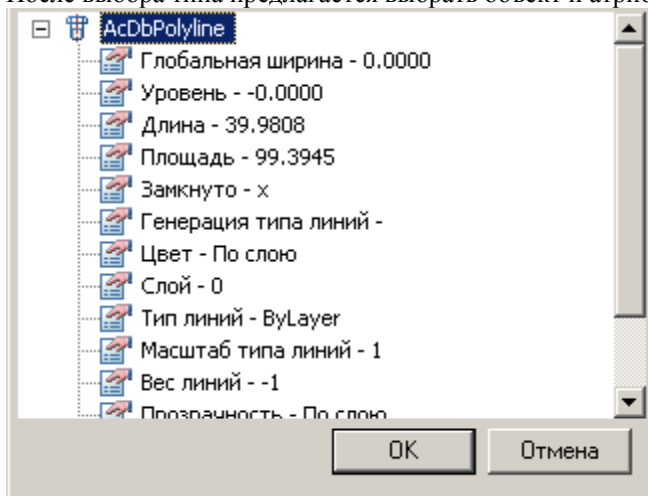 AcDbPolyline
Глобальная ширина - 0.0000
Уровень - -0.0000
Длина - 39.9808
Площадь - 99.3945
Замкнуто - x
Генерация типа линий -
Цвет - По слою
Слой - 0
Тип линий - ByLayer
Масштаб типа линий - 1
Вес линий - -1
Прозрачность - По слою
OK
Отмена